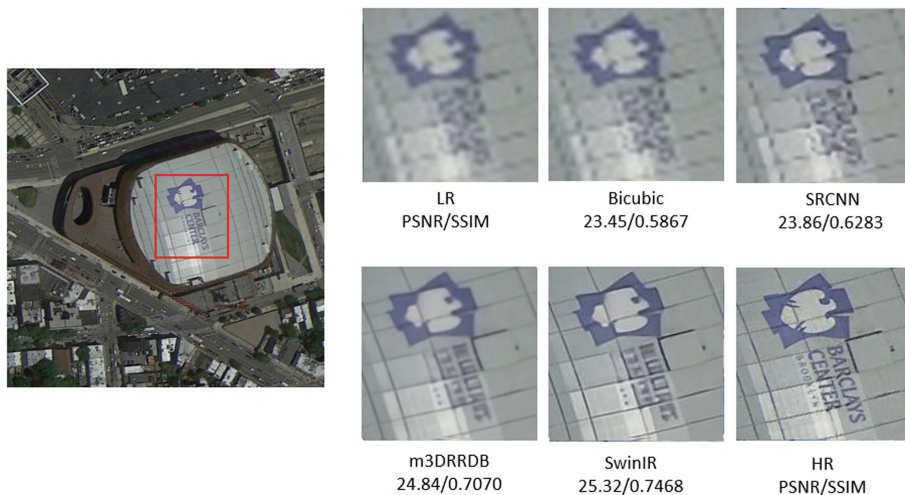 BARCLAYS
CENTER
LR
PSNR/SSIM
Bicubic
23.45/0.5867
SRCNN
23.86/0.6283
BARCLAYS
CENTER
BROOKLYN
m3DRRDB
24.84/0.7070
SwinIR
25.32/0.7468
HR
PSNR/SSIM